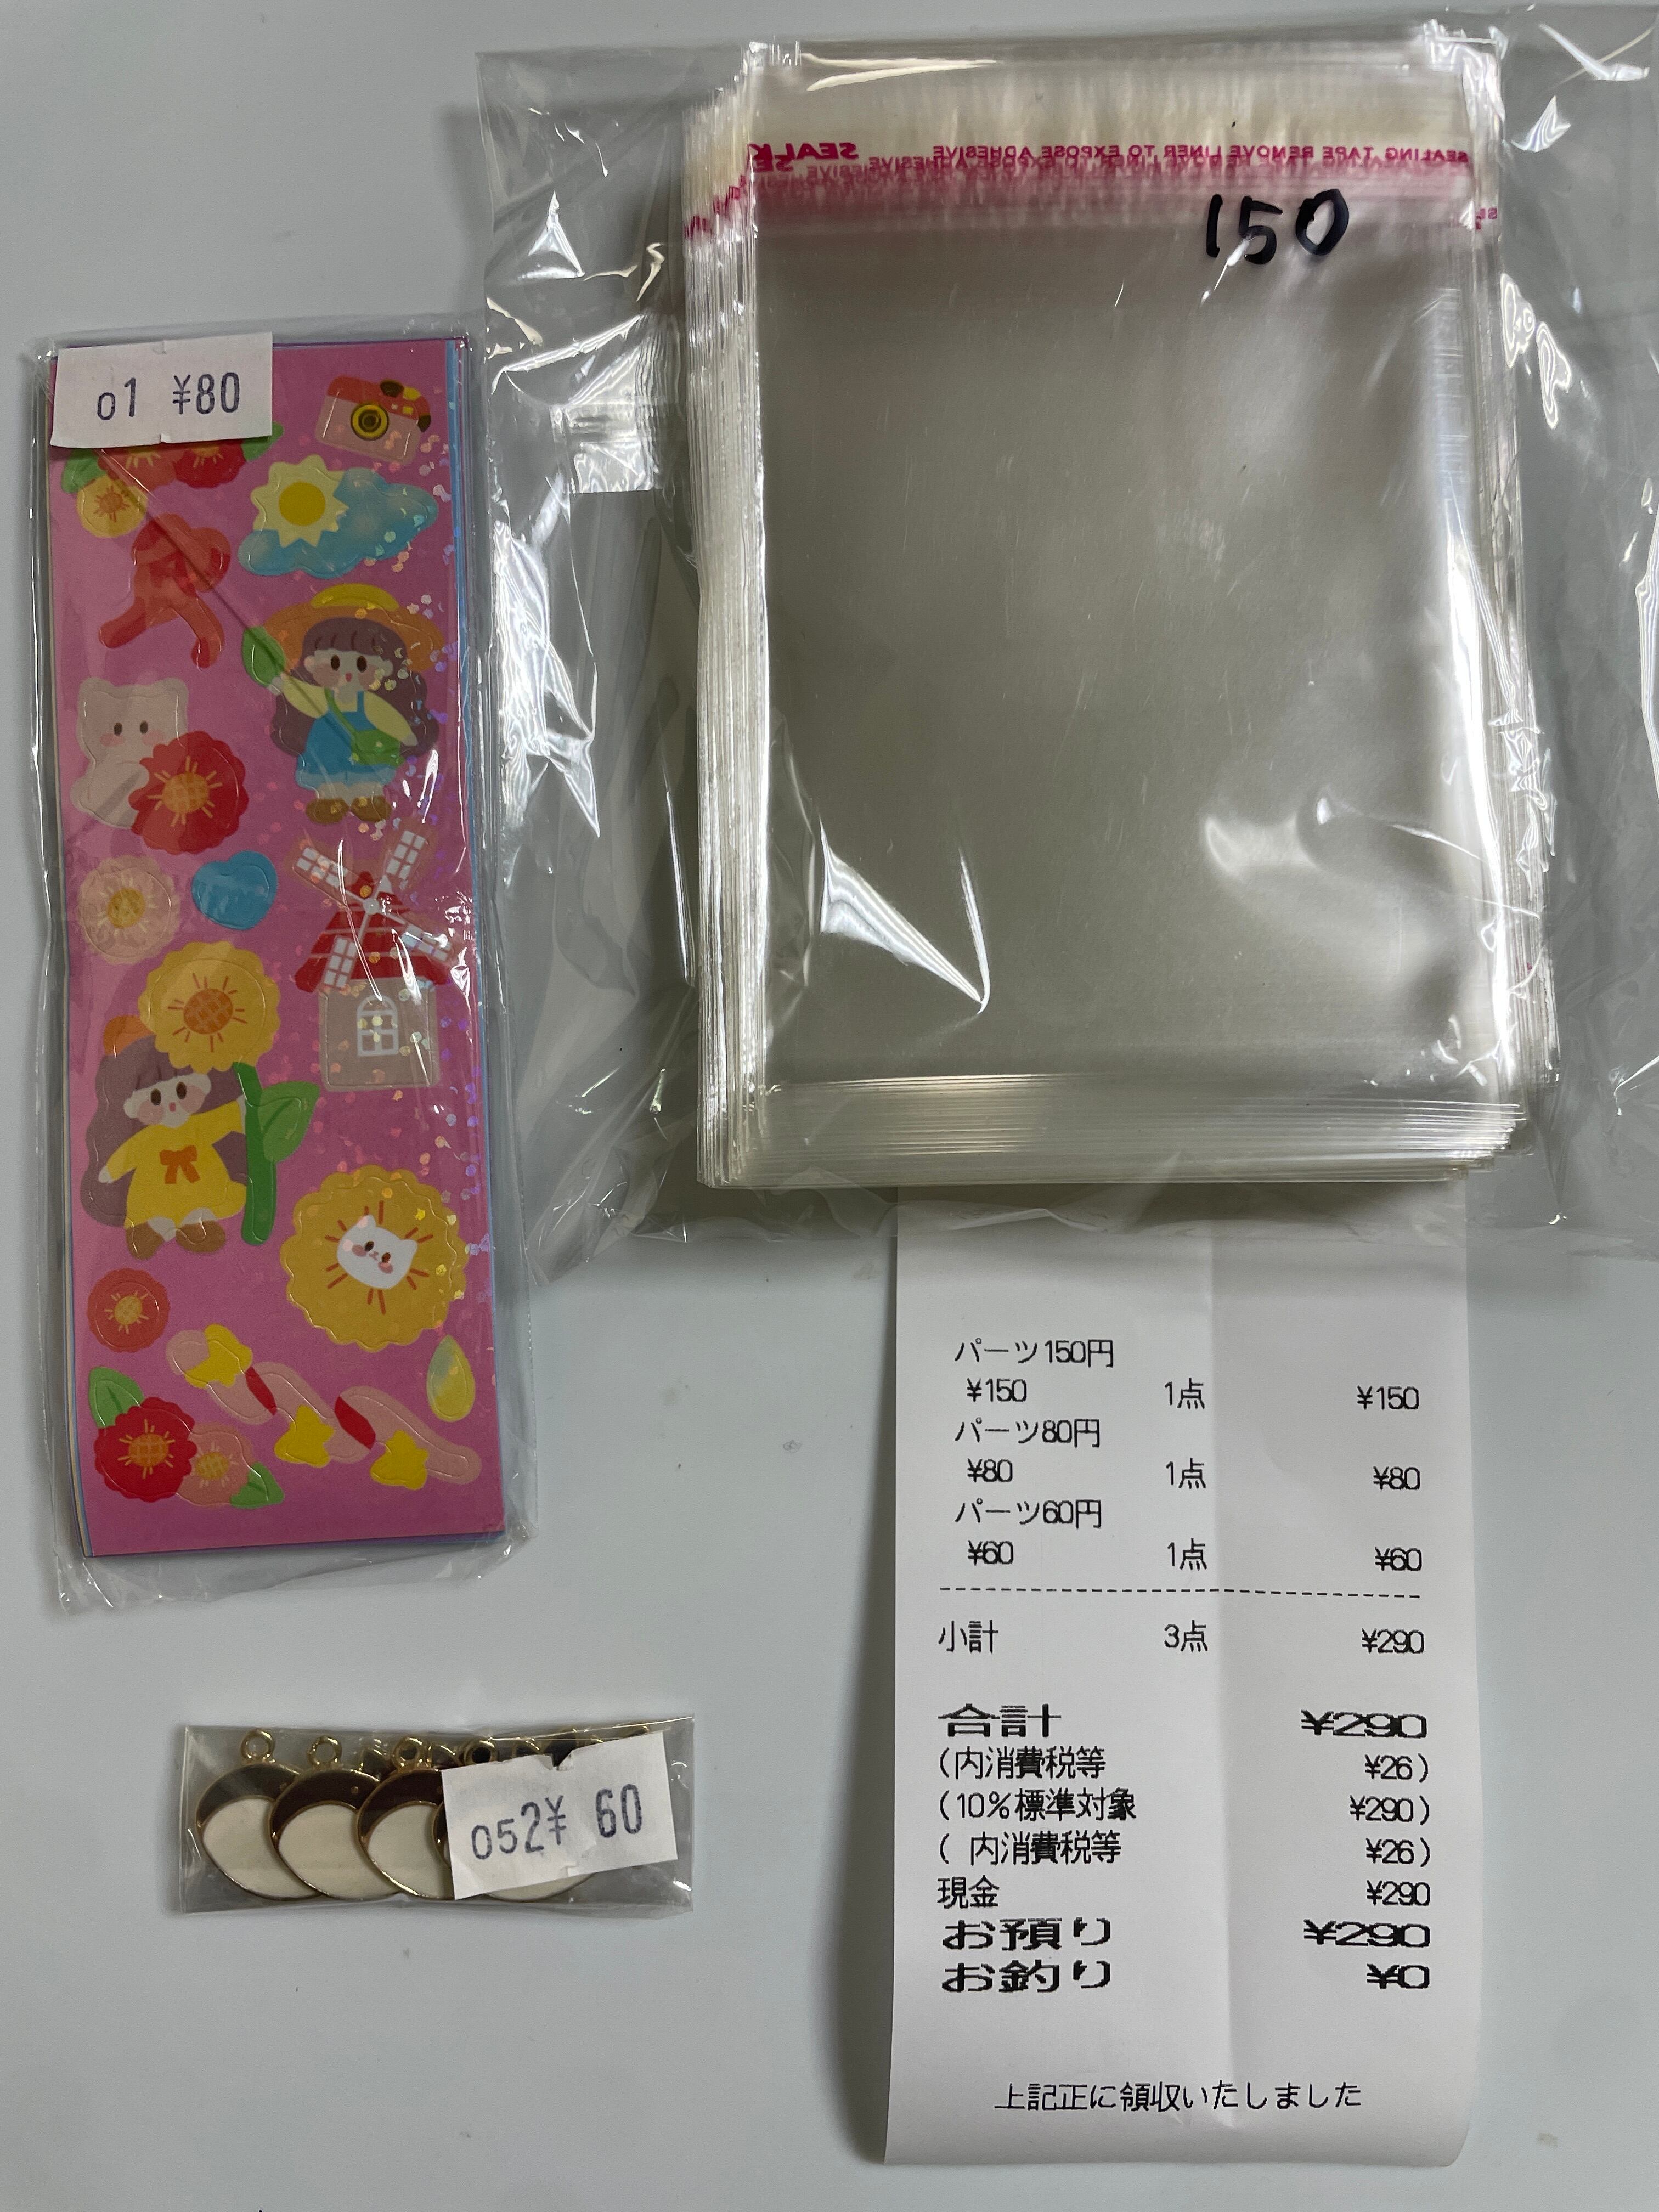 SEALING TAPE REMOVE LINER TO EXPOSE ADHESIVE
150
o1 ¥80
パーツ150円
¥150 1点 ¥150
パーツ80円
¥80 1点 ¥80
パーツ60円
¥60 1点 ¥60
小計 3点 ¥290
合計 ¥290
(内消費税等 ¥26)
(10%標準対象 ¥290)
( 内消費税等 ¥26)
現金 ¥290
お預り ¥290
お釣り ¥0
上記正に領収いたしました
o52¥ 60